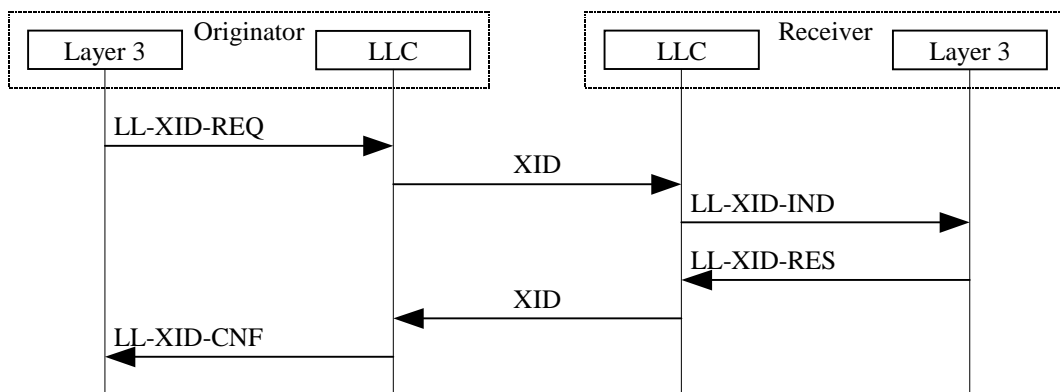 Originator
Receiver
Layer 3
LLC
LLC
Layer 3
LL-XID-REQ
XID
LL-XID-IND
LL-XID-RES
XID
LL-XID-CNF